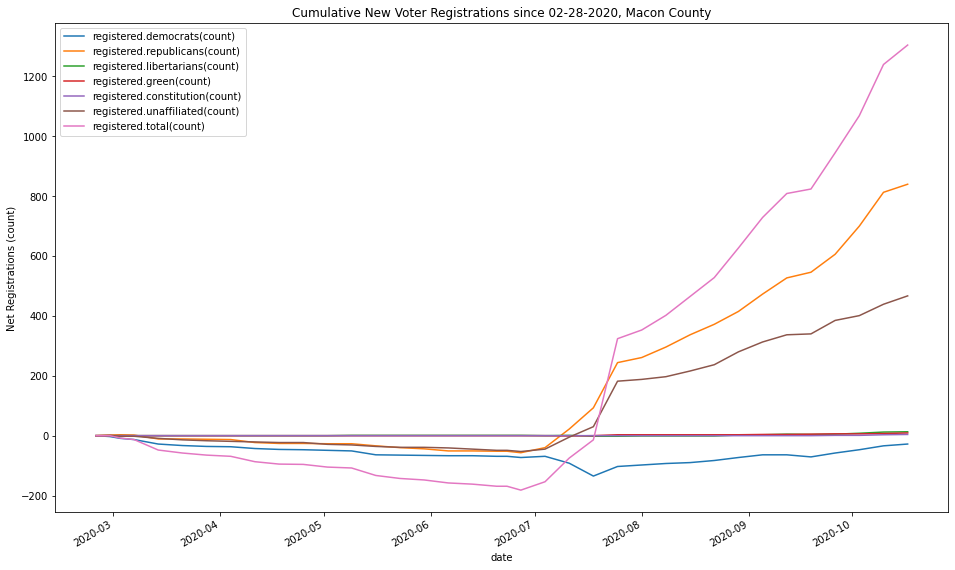 Cumulative New Voter Registrations since 02-28-2020, Macon County
registered.democrats(count)
registered.republicans(count)
registered.libertarians(count)
registered.green(count)
registered.constitution(count)
registered.unaffiliated(count)
registered.total(count)
Net Registrations (count)
1200
1000
800
600
400
200
0
−200
2020-03
2020-04
2020-05
2020-06
2020-07
2020-08
2020-09
2020-10
date